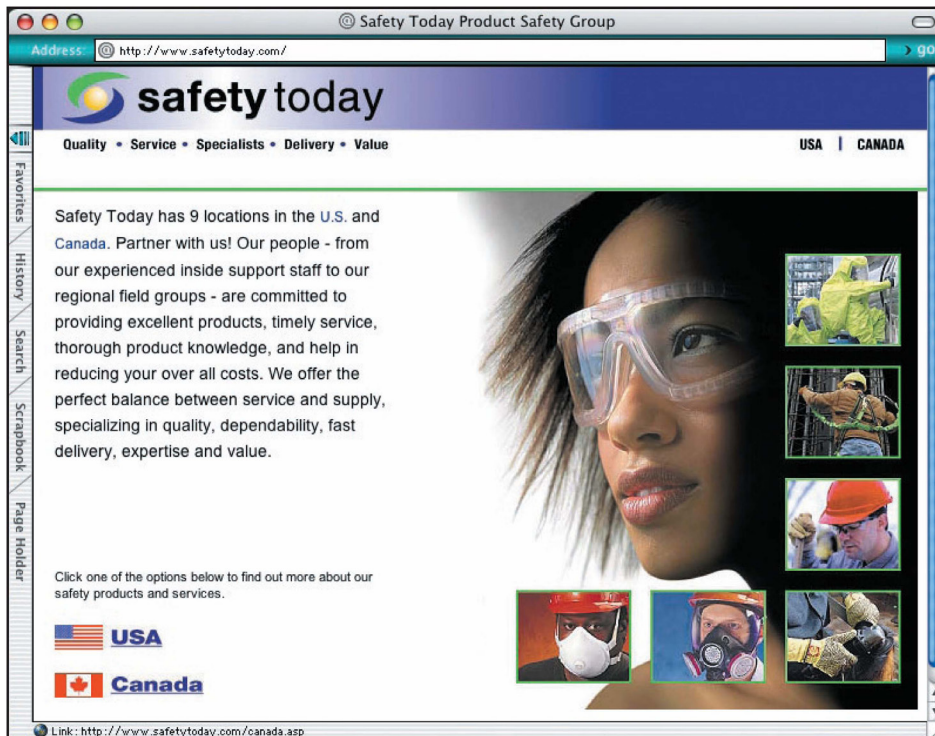 Safety Today Product Safety Group
Address: http://www.safetytoday.com/ go
safety today
Quality • Service • Specialists • Delivery • Value USA | CANADA
Favorites
History
Search
Scrapbook
Page Holder
Safety Today has 9 locations in the U.S. and
Canada. Partner with us! Our people - from
our experienced inside support staff to our
regional field groups - are committed to
providing excellent products, timely service,
thorough product knowledge, and help in
reducing your over all costs. We offer the
perfect balance between service and supply,
specializing in quality, dependability, fast
delivery, expertise and value.
Click one of the options below to find out more about our
safety products and services.
USA
Canada
Link: http://www.safetytoday.com/canada.asp